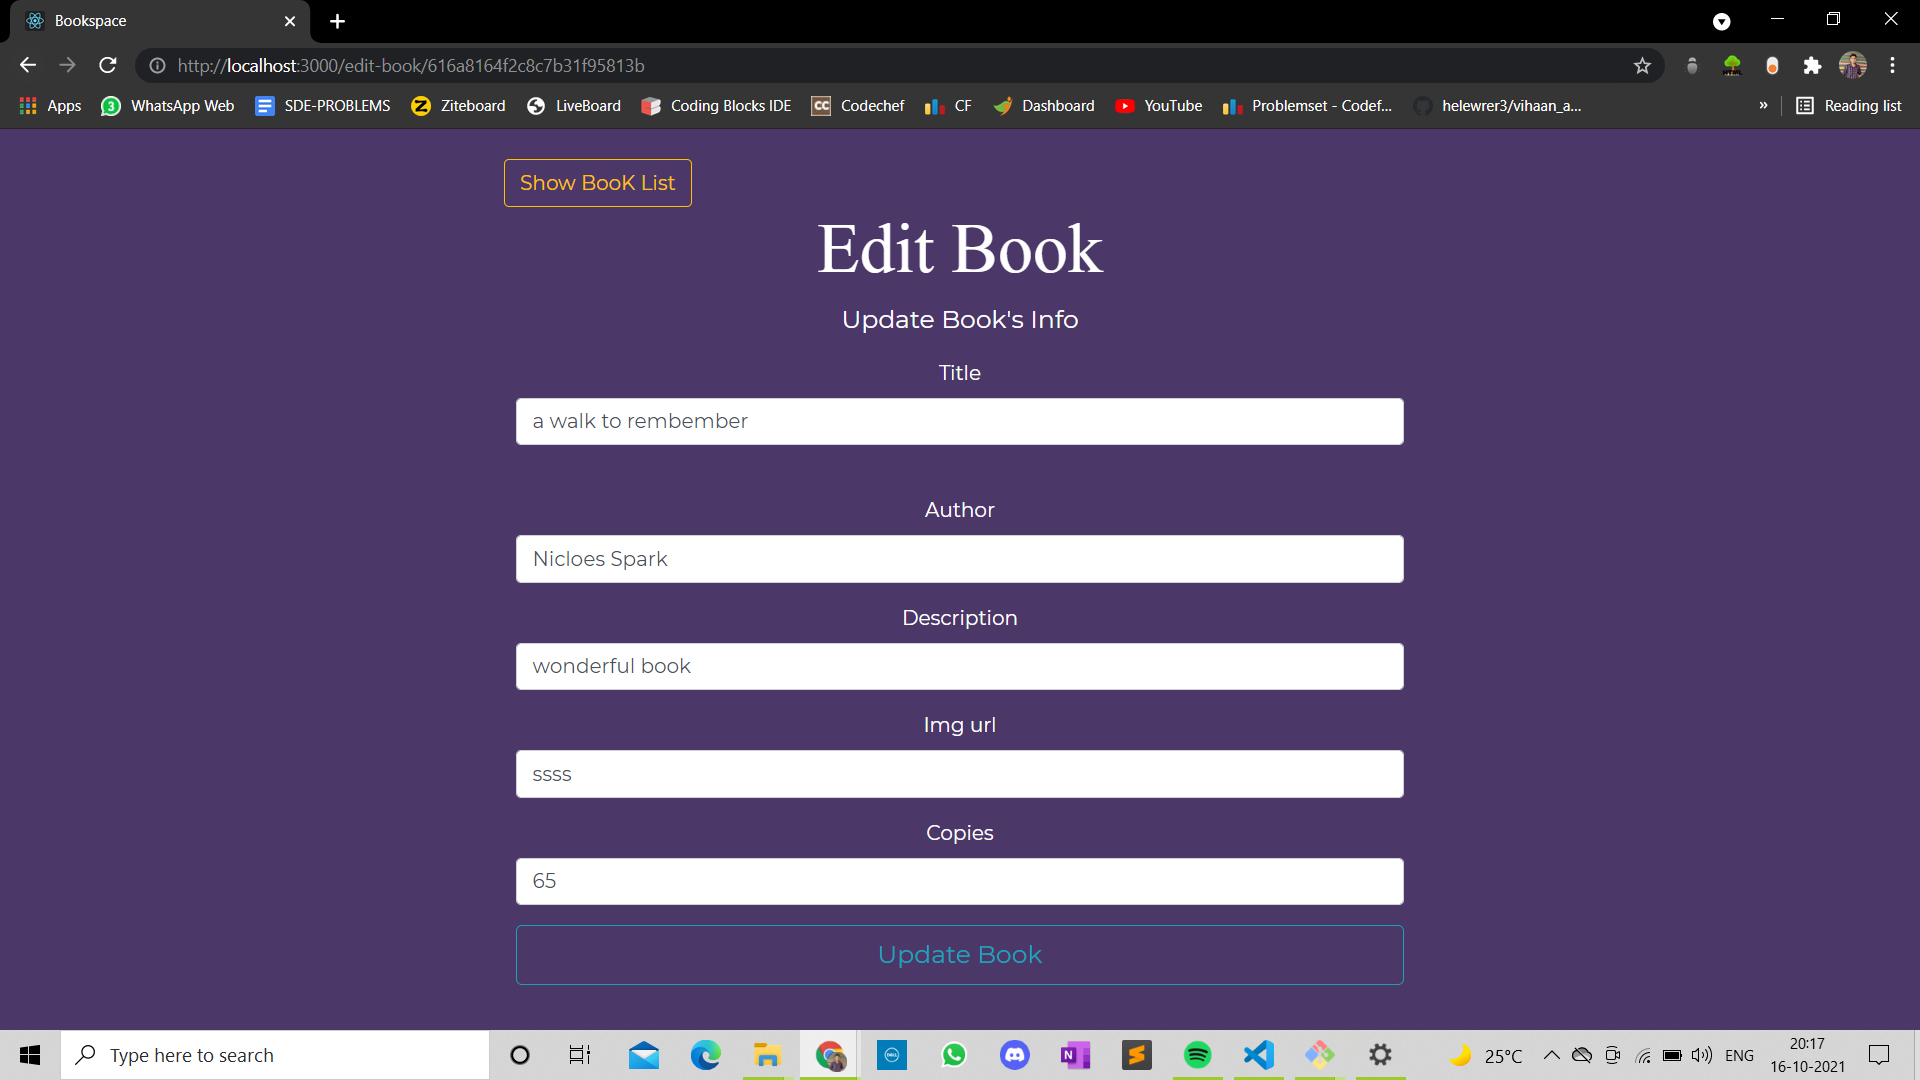 Bookspace
http://localhost:3000/edit-book/616a8164f2c8c7b31f95813b
Apps 3 WhatsApp Web SDE-PROBLEMS Ziteboard LiveBoard Coding Blocks IDE CC Codechef CF Dashboard YouTube Problemset - Codef... helewrer3/vihaan_a... » Reading list
Show BooK List
Edit Book
Update Book's Info
Title
a walk to rembember
Author
Nicloes Spark
Description
wonderful book
Img url
ssss
Copies
65
Update Book
Type here to search
25°C ENG
20:17
16-10-2021